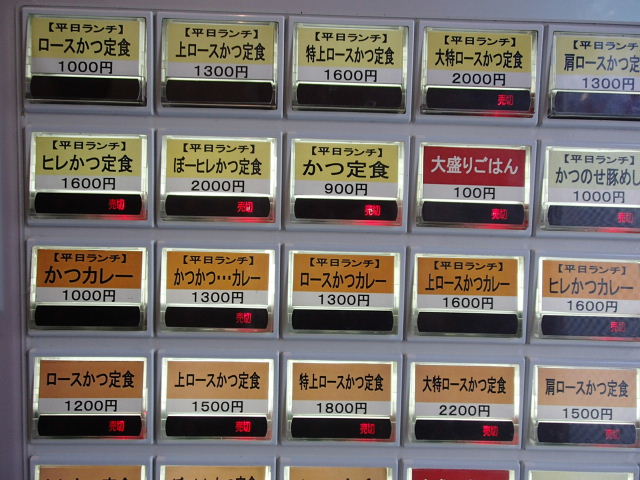 【平日ランチ】
ロースかつ定食
1000円
【平日ランチ】
上ロースかつ定食
1300円
【平日ランチ】
特上ロースかつ定食
1600円
【平日ランチ】
大特ロースかつ定食
2000円
売切
【平日ランチ】
肩ロースかつ定
1300円
【平日ランチ】
ヒレかつ定食
1600円
売切
【平日ランチ】
ぼーヒレかつ定食
2000円
売切
【平日ランチ】
かつ定食
900円
売切
大盛りごはん
100円
売切
【平日ランチ】
かつのせ豚めし
1000円
売切
【平日ランチ】
かつカレー
1000円
【平日ランチ】
かつかつ・・・カレー
1300円
売切
【平日ランチ】
ロースかつカレー
1300円
【平日ランチ】
上ロースかつカレー
1600円
【平日ランチ】
ヒレかつカレー
1600円
売切
ロースかつ定食
1200円
売切
上ロースかつ定食
1500円
売切
特上ロースかつ定食
1800円
売切
大特ロースかつ定食
2200円
売切
肩ロースかつ定食
1500円
売切